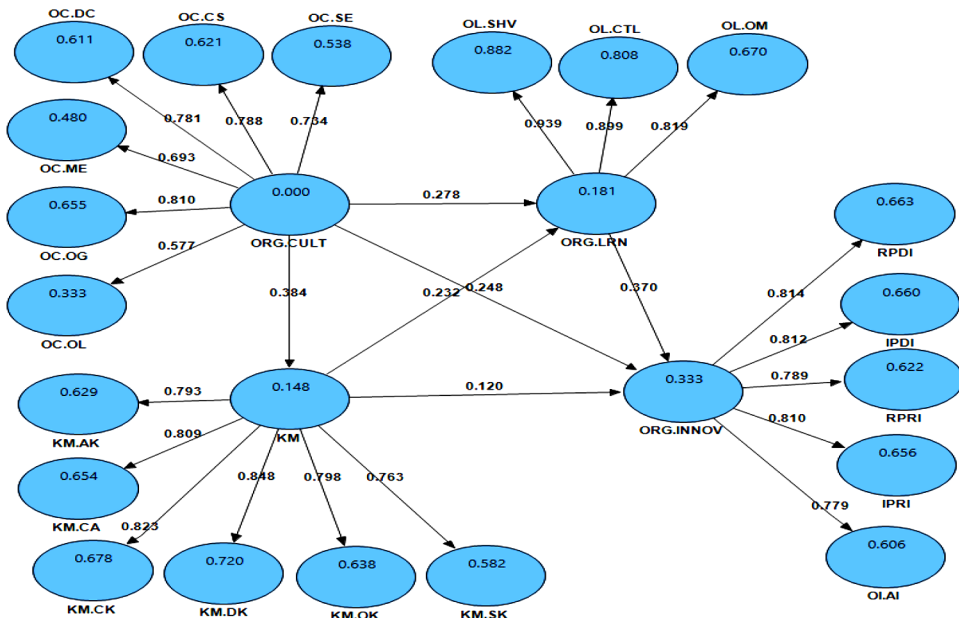 OC.DC
0.611
OC.CS
0.621
OC.SE
0.538
OL.SHV
0.882
OL.CTL
0.808
OL.OM
0.670
0.480
OC.ME
0.781
0.788
0.734
0.939
0.899
0.819
0.693
0.655
OC.OG
0.810
0.000
ORG.CULT
0.278
0.181
ORG.LRN
0.663
RPDI
0.577
0.333
OC.OL
0.384
0.232
0.248
0.370
0.814
0.660
IPDI
0.812
0.629
KM.AK
0.793
0.148
KM
0.120
0.333
ORG.INNOV
0.789
0.622
RPRI
0.809
0.654
KM.CA
0.810
0.656
IPRI
0.823
0.848
0.798
0.763
0.779
0.678
KM.CK
0.720
KM.DK
0.638
KM.OK
0.582
KM.SK
0.606
OI.AI